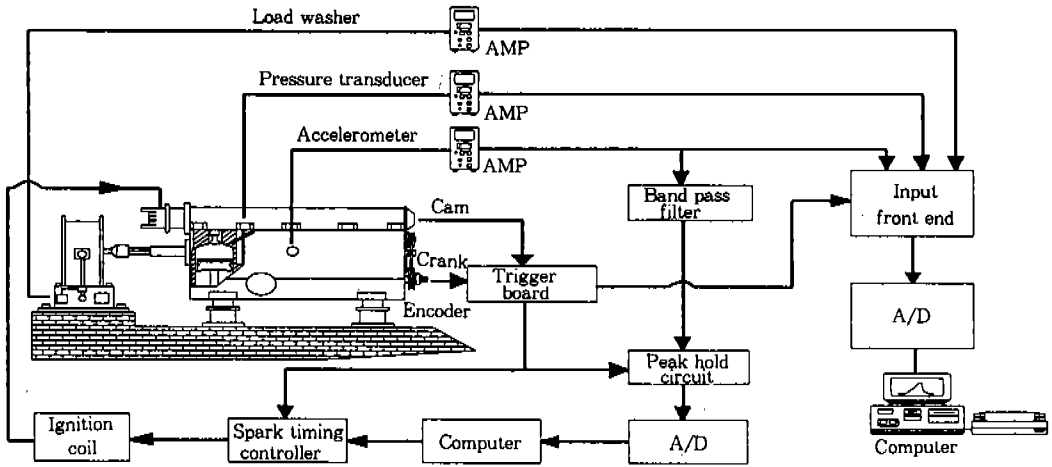 Load washer
AMP
Pressure transducer
AMP
Accelerometer
AMP
Band pass
filter
Input
front end
Cam
Crank
Encoder
Trigger
board
A/D
Peak hold
circuit
Ignition
coil
Spark timing
controller
Computer
A/D
Computer